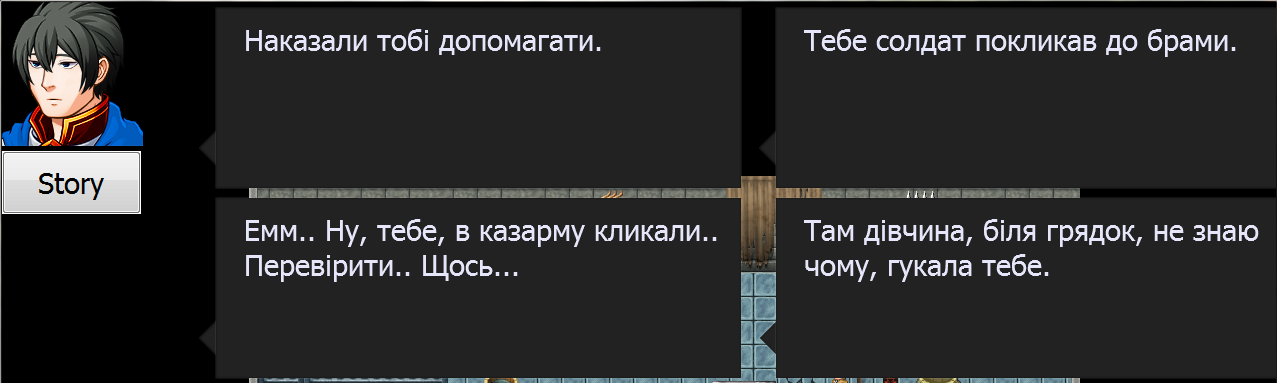 Наказали тобі допомагати.
Тебе солдат покликав до брами.
Story
Емм.. Ну, тебе, в казарму кликали..
Перевірити.. Щось...
Там дівчина, біля грядок, не знаю
чому, гукала тебе.